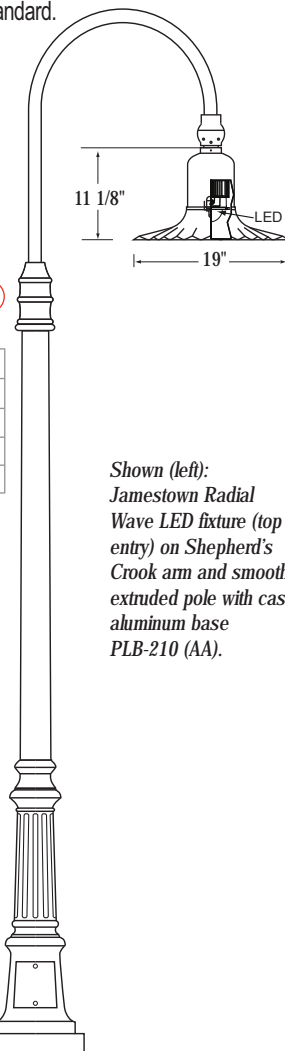 andard.
11 1/8"
LED
19"
Shown (left):
Jamestown Radial
Wave LED fixture (top
entry) on Shepherd's
Crook arm and smooth
extruded pole with cas
aluminum base
PLB-210 (AA).